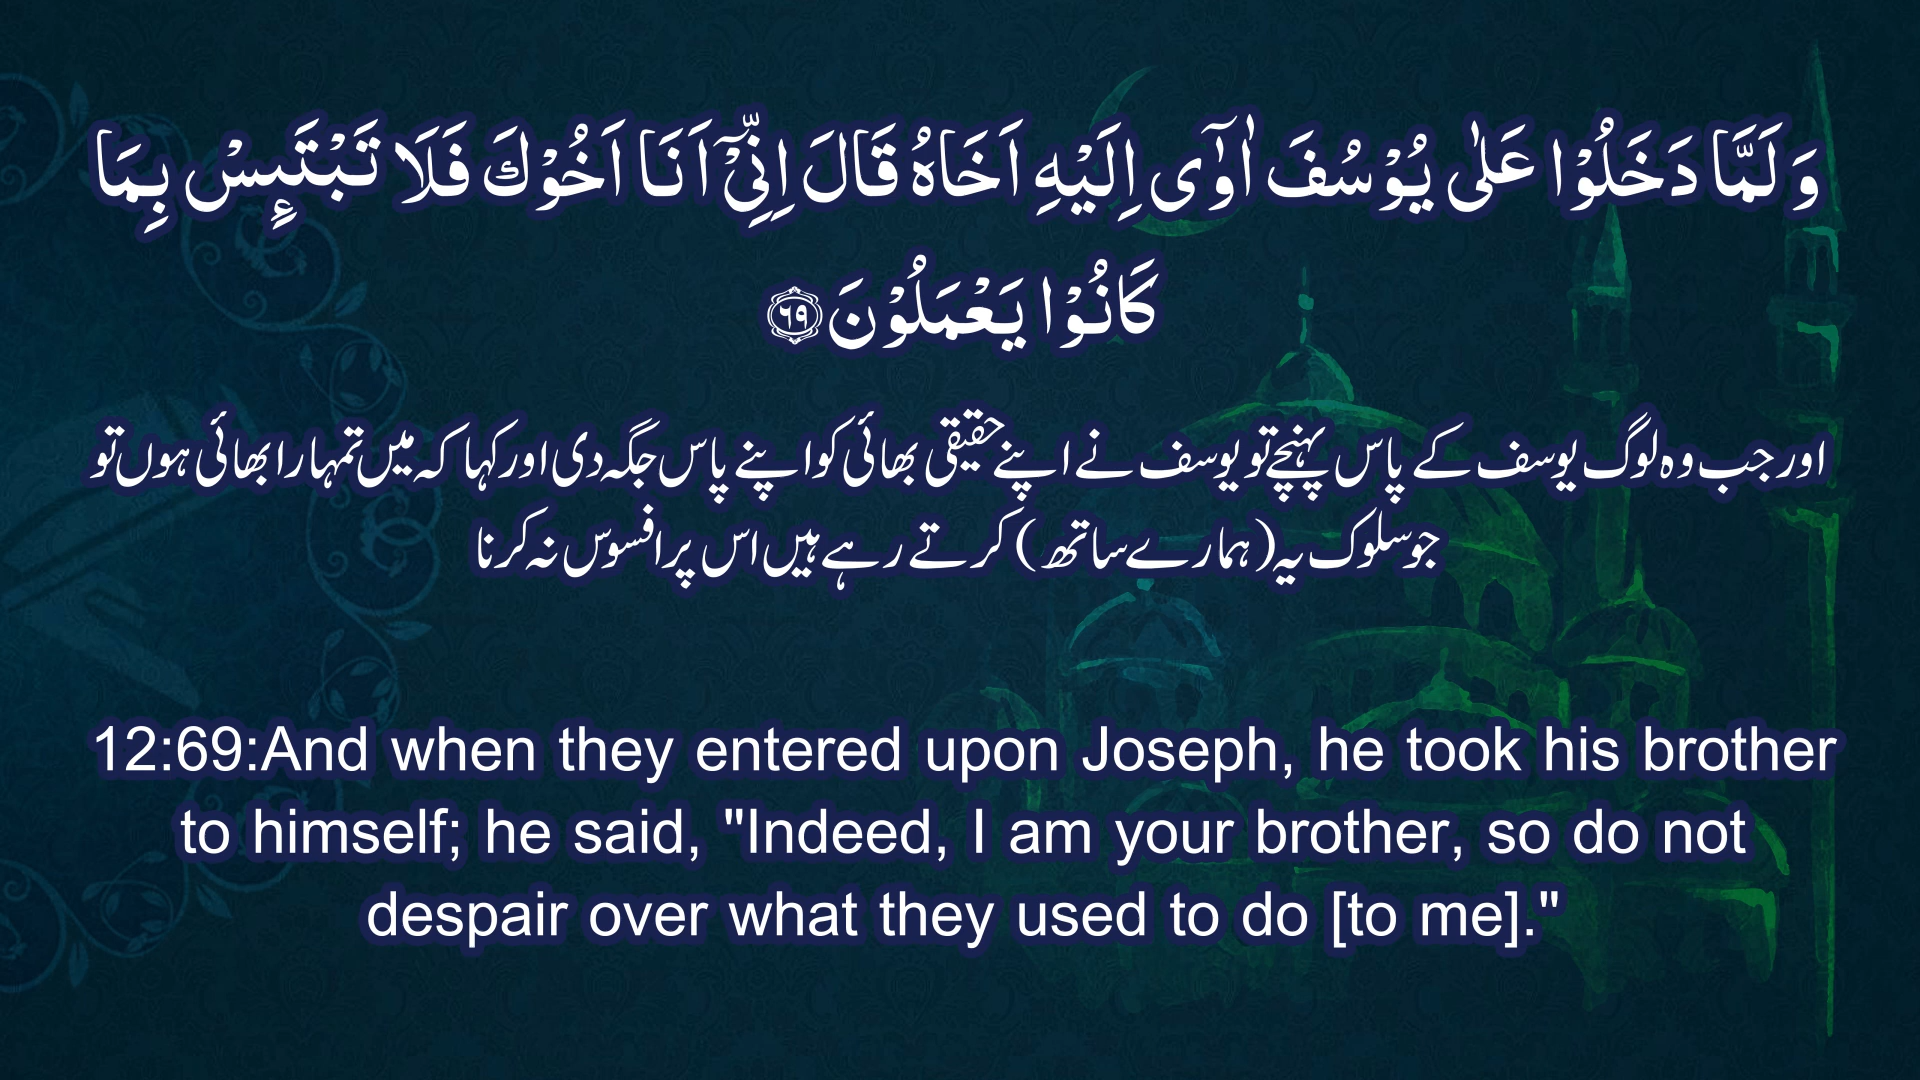 وَلَمَّا دَخَلُوْا عَلٰى يُوْسُفَ اٰوٰٓى اِلَيْهِ اَخَاهُ قَالَ اِنِّىْٓ اَنَا اَخُوْكَ فَلَا تَبْتَٮِٕسْ بِمَا
كَانُوْا يَعْمَلُوْنَ ﴿۶۹﴾
اور جب وہ لوگ یوسف کے پاس پہنچے تو یوسف نے اپنے حقیقی بھائی کو اپنے پاس جگہ دی اور کہا کہ میں تمہارا بھائی ہوں تو
جو سلوک یہ (ہمارے ساتھ) کرتے رہے ہیں اس پر افسوس نہ کرنا
12:69:And when they entered upon Joseph, he took his brother
to himself; he said, "Indeed, I am your brother, so do not
despair over what they used to do [to me]."